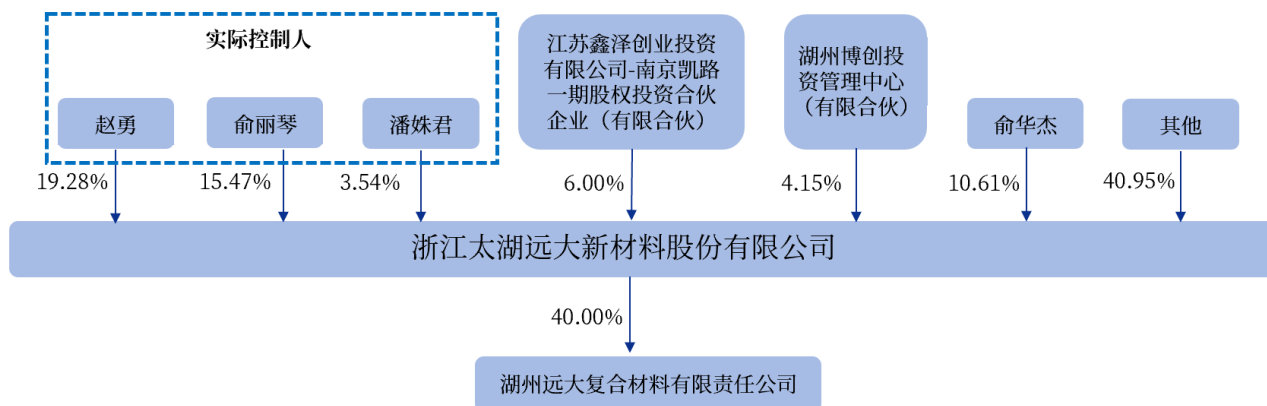 实际控制人
赵勇
俞丽琴
潘姝君
江苏鑫泽创业投资
有限公司-南京凯路
一期股权投资合伙
企业（有限合伙）
湖州博创投
资管理中心
（有限合伙）
俞华杰
其他
19.28%
15.47%
3.54%
6.00%
4.15%
10.61%
40.95%
浙江太湖远大新材料股份有限公司
40.00%
湖州远大复合材料有限责任公司